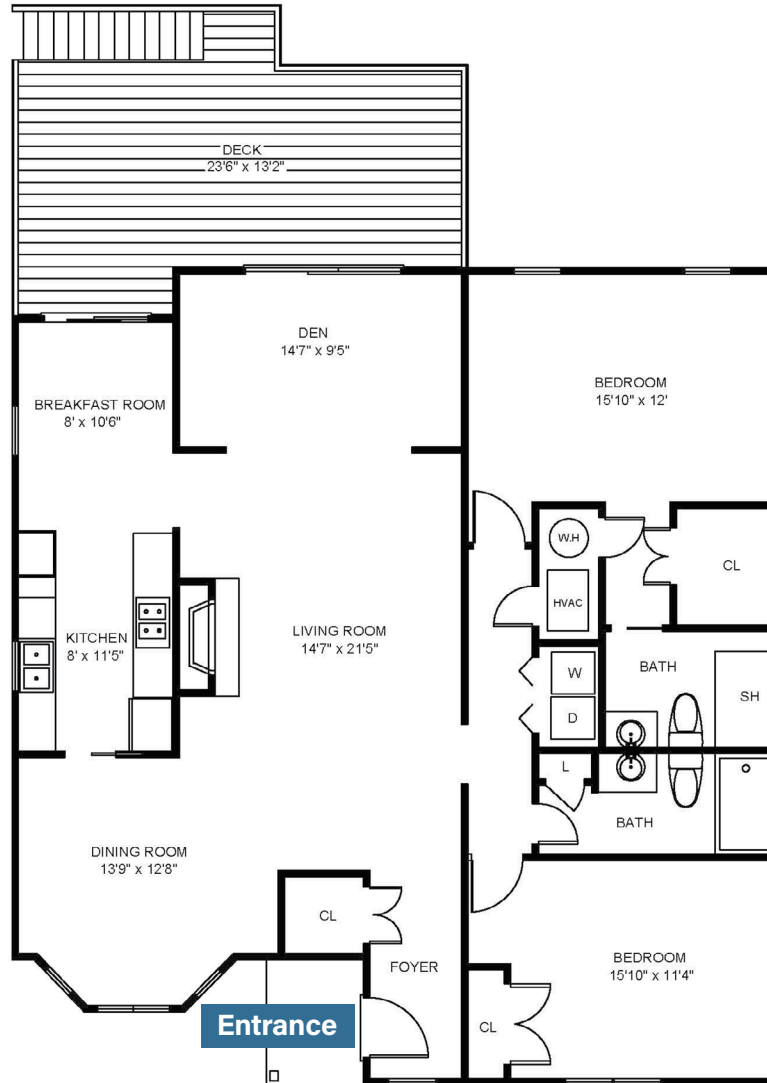 DECK
23'6" x 13'2"
DEN
14'7" x 9'5"
BEDROOM
15'10" x 12'
BREAKFAST ROOM
8' x 10'6"
W.H
CL
HVAC
KITCHEN
8' x 11'5"
LIVING ROOM
14'7" x 21'5"
W
BATH
SH
D
L
BATH
DINING ROOM
13'9" x 12'8"
CL
FOYER
BEDROOM
15'10" x 11'4"
Entrance
CL